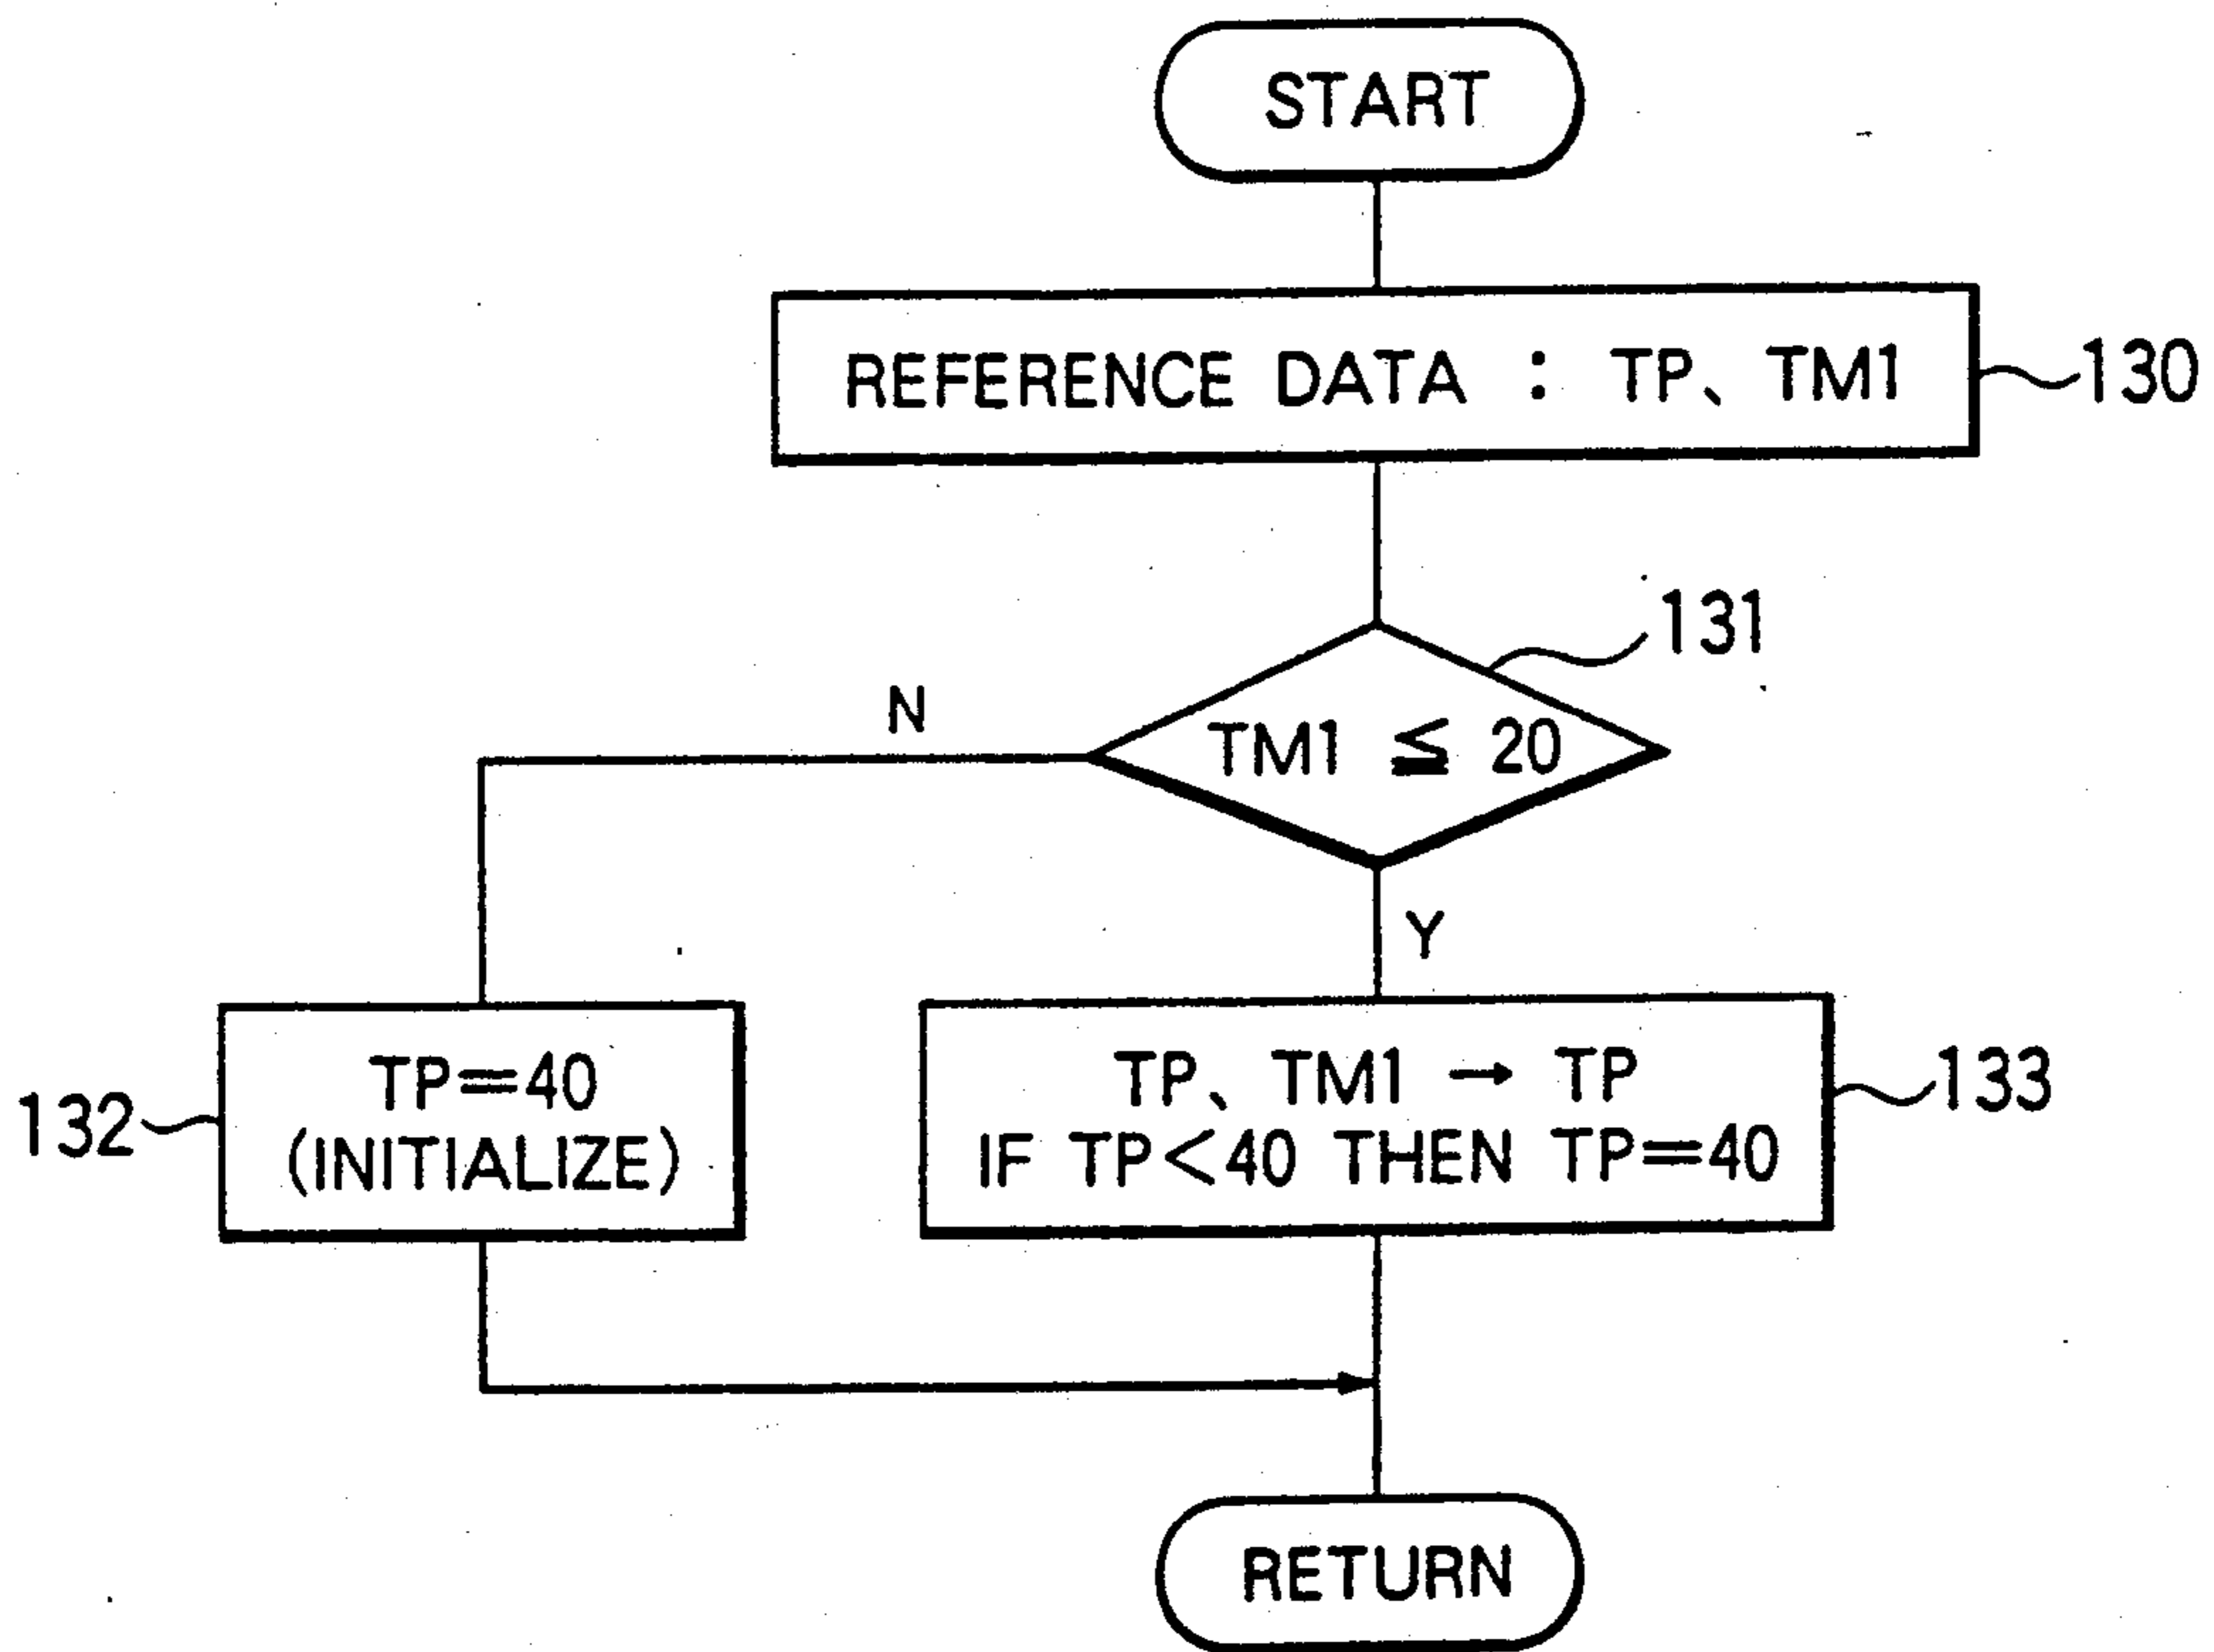 START
REFERENCE DATA : TP、TM1
130
131
N
TM1 ≦ 20
Y
TP=40
(INITIALIZE)
132
TP、TM1 → TP
IF TP<40 THEN TP=40
133
RETURN